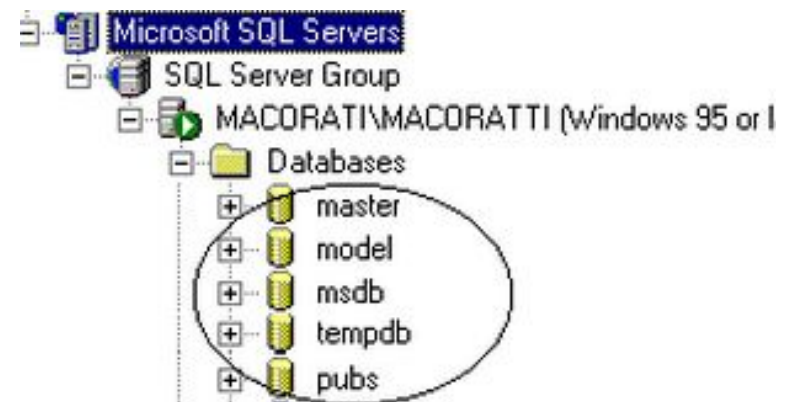 Microsoft SQL Servers
SQL Server Group
MACORATI\MACORATTI (Windows 95 or
Databases
master
model
msdb
tempdb
pubs